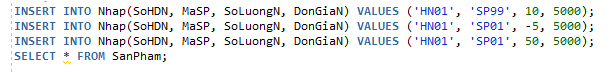 INSERT INTO Nhap(SoHDN, MaSP, SoLuongN, DonGiaN) VALUES ('HN01', 'SP99', 10, 5000);
INSERT INTO Nhap(SoHDN, MaSP, SoLuongN, DonGiaN) VALUES ('HN01', 'SP01', -5, 5000);
INSERT INTO Nhap(SoHDN, MaSP, SoLuongN, DonGiaN) VALUES ('HN01', 'SP01', 50, 5000);
SELECT * FROM SanPham;